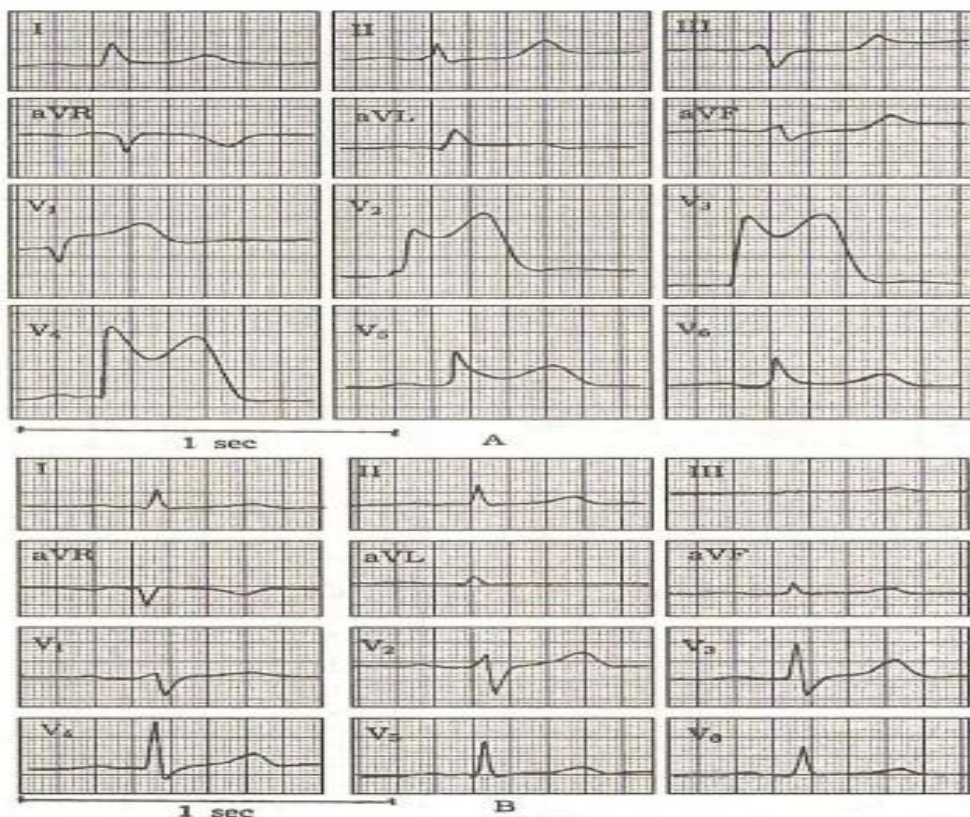 I II III
aVR aVL aVF
V₁ V₂ V₃
V₄ V₅ V₆
1 sec A
I II III
aVR aVL aVF
V₁ V₂ V₃
V₄ V₅ V₆
1 sec B